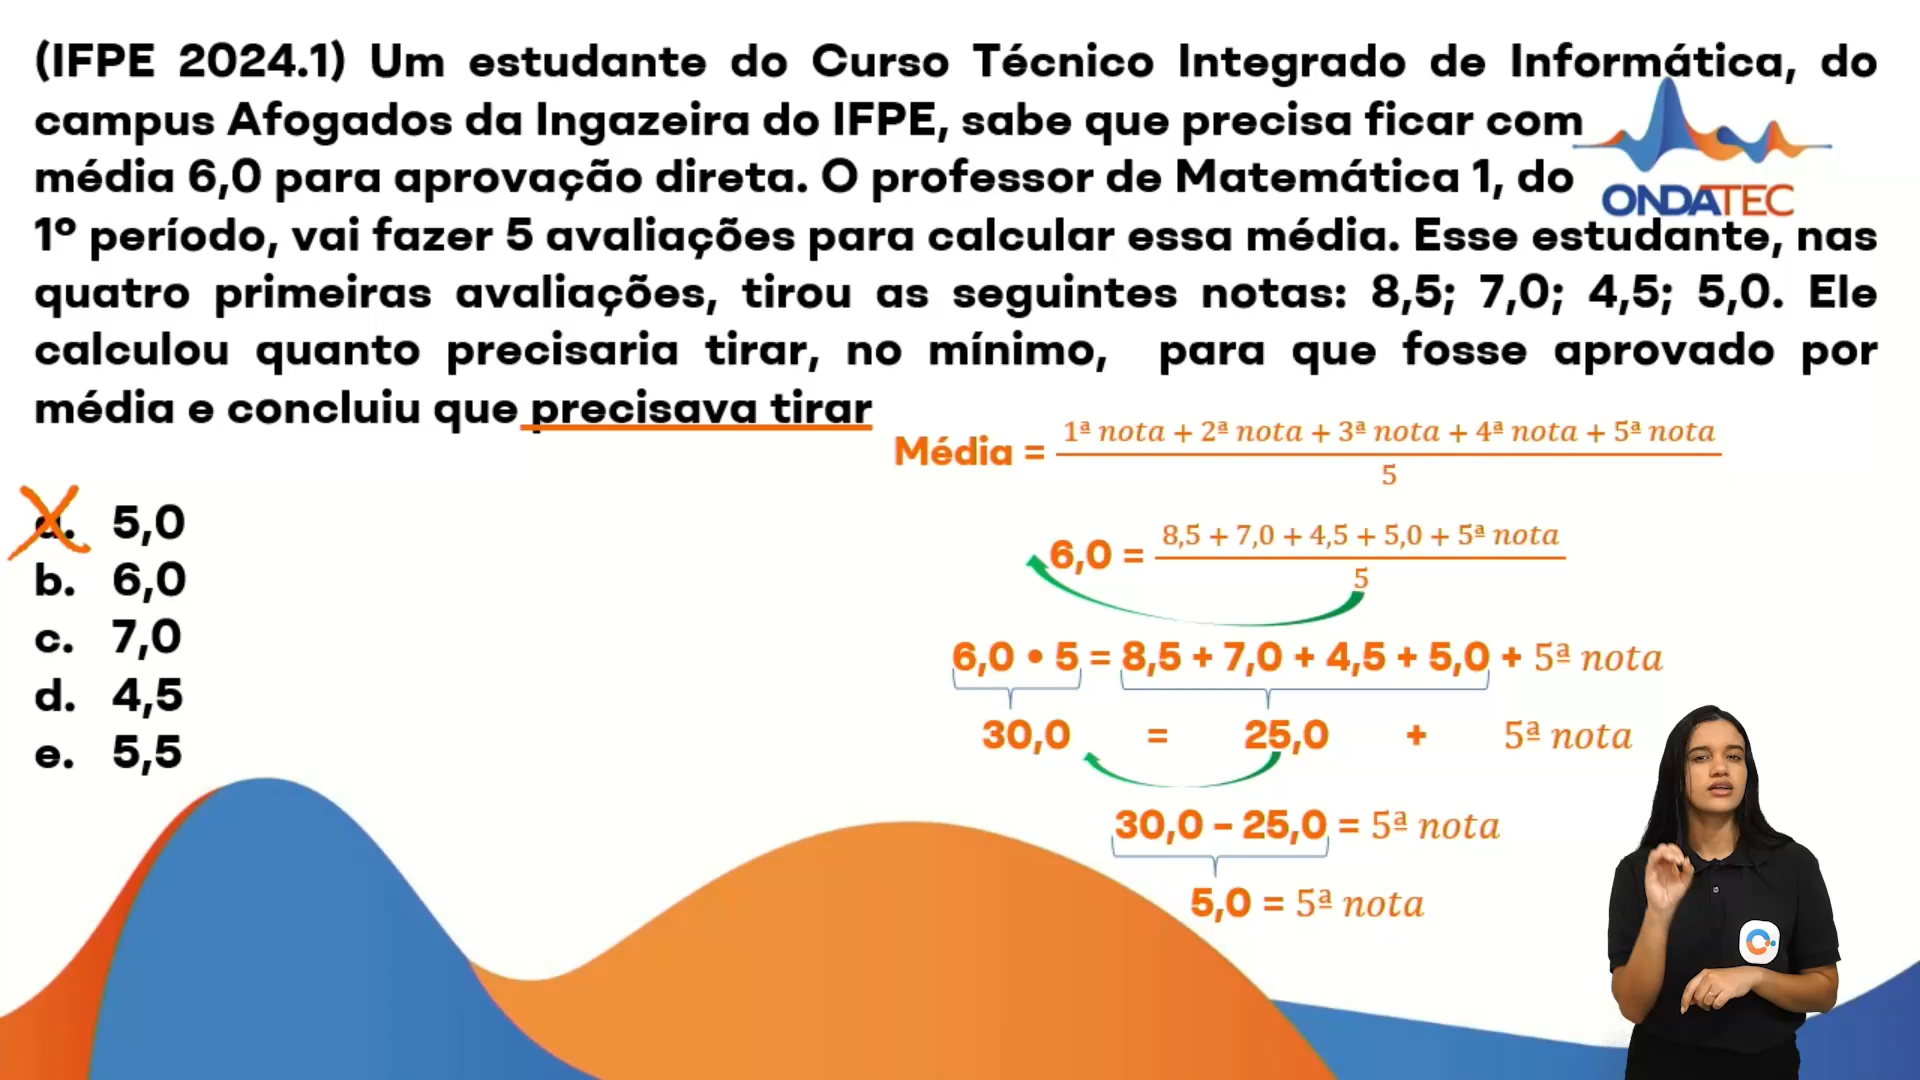 (IFPE 2024.1) Um estudante do Curso Técnico Integrado de Informática, do
campus Afogados da Ingazeira do IFPE, sabe que precisa ficar com
média 6,0 para aprovação direta. O professor de Matemática 1, do
ONDATEC
1º período, vai fazer 5 avaliações para calcular essa média. Esse estudante, nas
quatro primeiras avaliações, tirou as seguintes notas: 8,5; 7,0; 4,5; 5,0. Ele
calculou quanto precisaria tirar, no mínimo, para que fosse aprovado por
média e concluiu que precisava tirar
a. 5,0
b. 6,0
c. 7,0
d. 4,5
e. 5,5
Média = 1ª nota + 2ª nota + 3ª nota + 4ª nota + 5ª nota
5
6,0 = 8,5 + 7,0 + 4,5 + 5,0 + 5ª nota
5
6,0 • 5 = 8,5 + 7,0 + 4,5 + 5,0 + 5ª nota
30,0 = 25,0 + 5ª nota
30,0 – 25,0 = 5ª nota
5,0 = 5ª nota